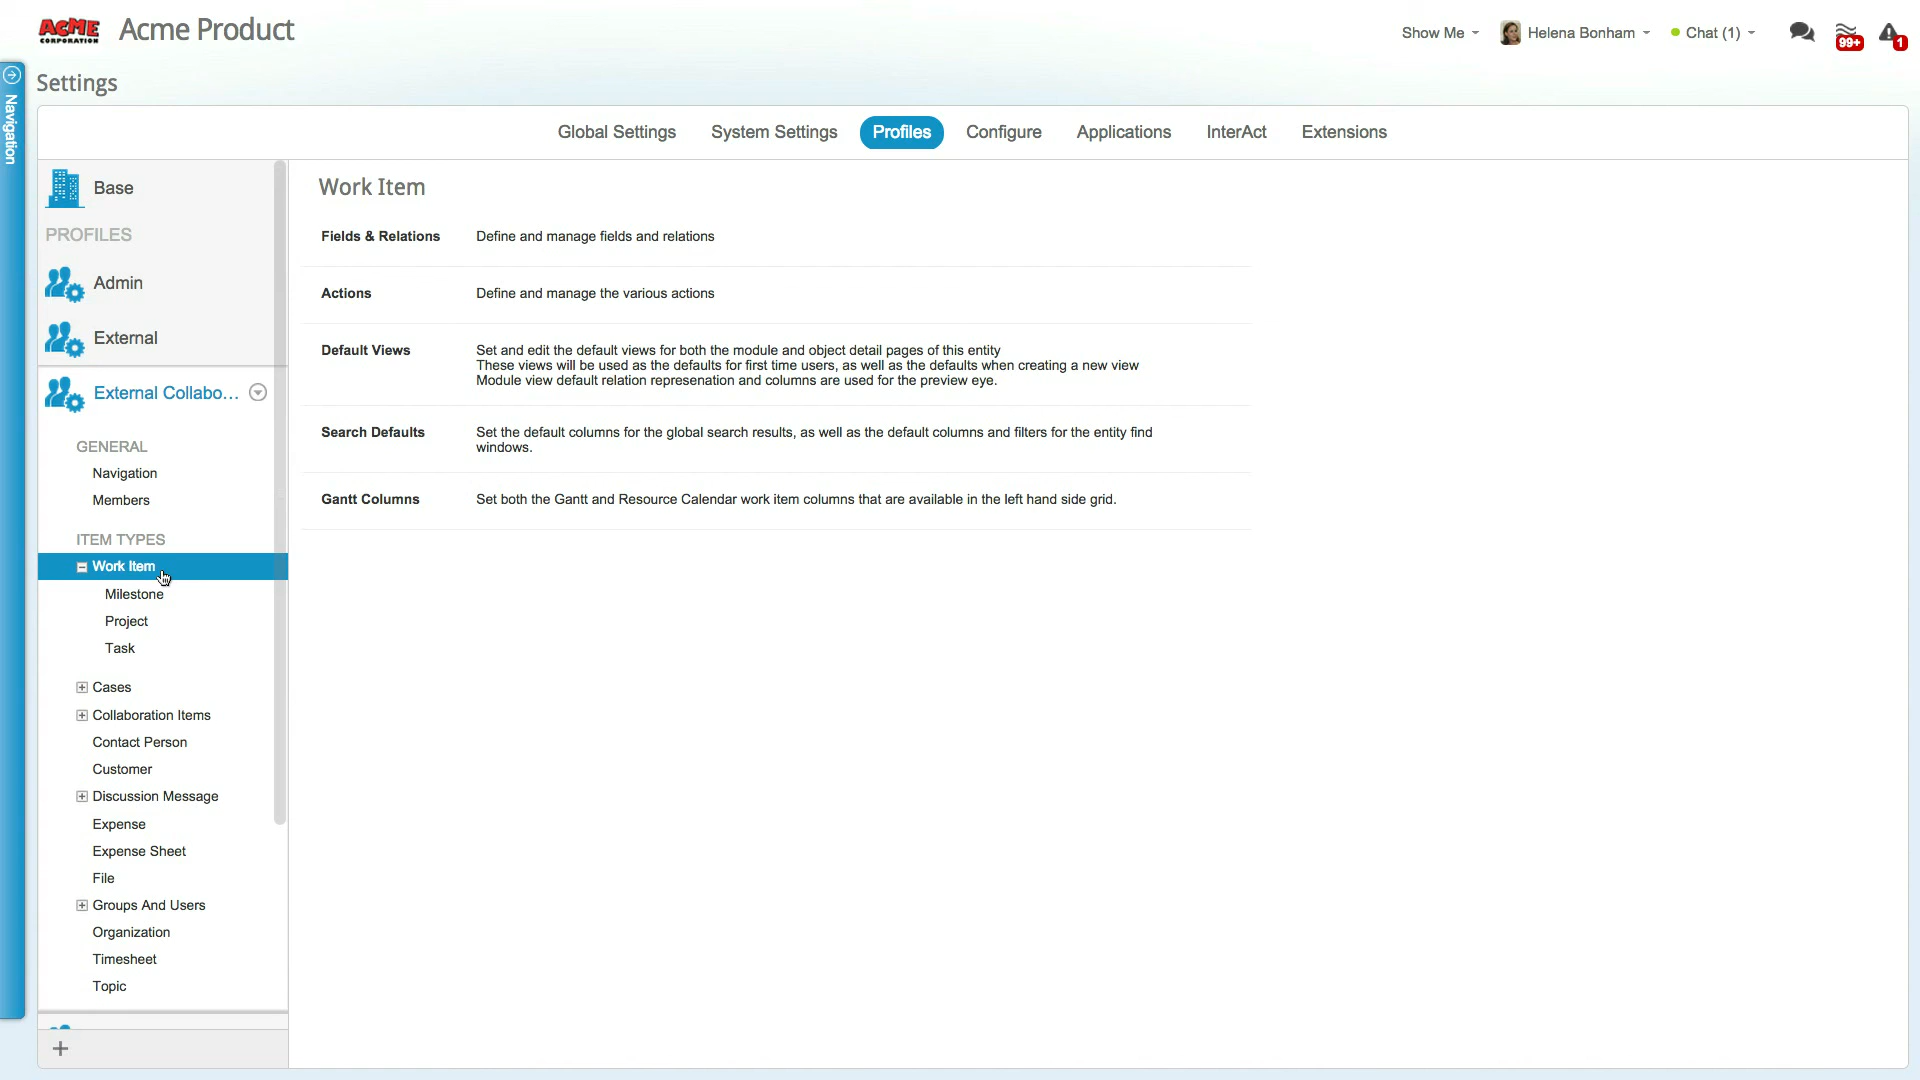 ACME
CORPORATION
Acme Product
Show Me
Helena Bonham
Chat (1)
99+
1
Navigation
Settings
Global Settings
System Settings
Profiles
Configure
Applications
InterAct
Extensions
Base
PROFILES
Admin
External
External Collabo...
GENERAL
Navigation
Members
ITEM TYPES
Work Item
Milestone
Project
Task
Cases
Collaboration Items
Contact Person
Customer
Discussion Message
Expense
Expense Sheet
File
Groups And Users
Organization
Timesheet
Topic
+
Work Item
Fields & Relations
Define and manage fields and relations
Actions
Define and manage the various actions
Default Views
Set and edit the default views for both the module and object detail pages of this entity
These views will be used as the defaults for first time users, as well as the defaults when creating a new view
Module view default relation represenation and columns are used for the preview eye.
Search Defaults
Set the default columns for the global search results, as well as the default columns and filters for the entity find
windows.
Gantt Columns
Set both the Gantt and Resource Calendar work item columns that are available in the left hand side grid.